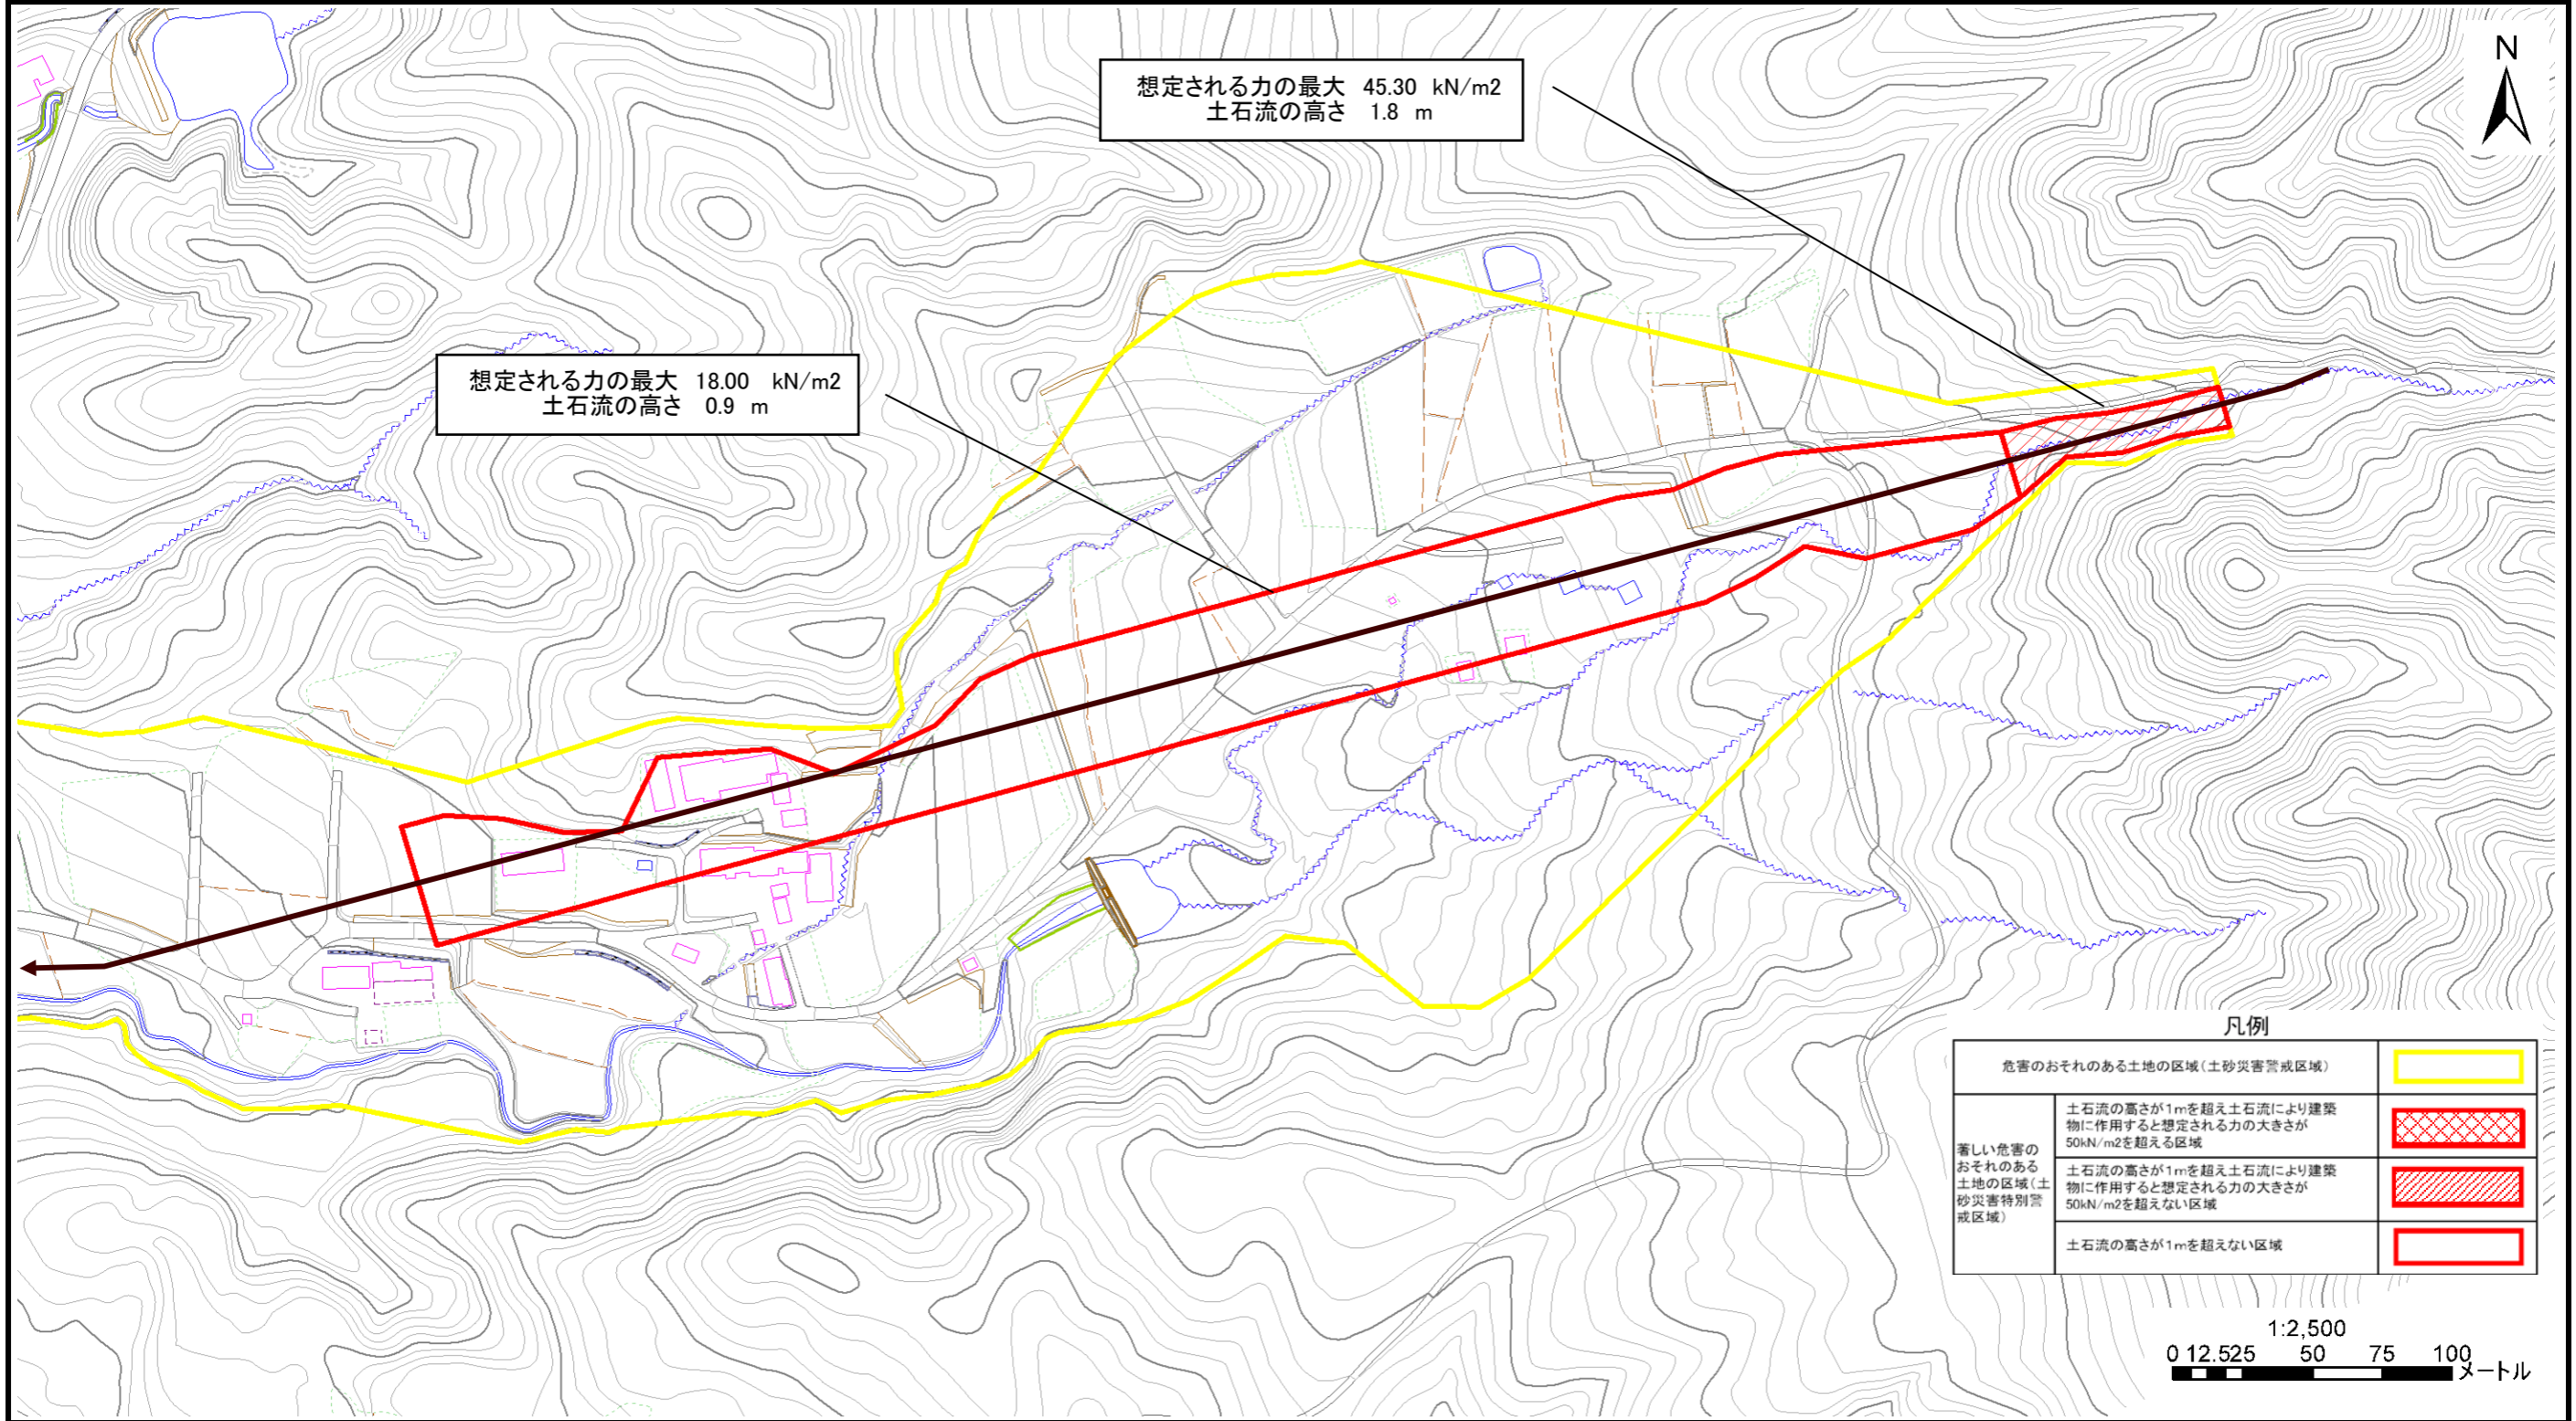 N
想定される力の最大 45.30 kN/m2
土石流の高さ 1.8 m
想定される力の最大 18.00 kN/m2
土石流の高さ 0.9 m
凡例
危害のおそれのある土地の区域(土砂災害警戒区域)
著しい危害の
おそれのある
土地の区域(土
砂災害特別警
戒区域)
土石流の高さが1mを超え土石流により建築
物に作用すると想定される力の大きさが
50kN/m2を超える区域
土石流の高さが1mを超え土石流により建築
物に作用すると想定される力の大きさが
50kN/m2を超えない区域
土石流の高さが1mを超えない区域
1:2,500
0 12.525 50 75 100
メートル